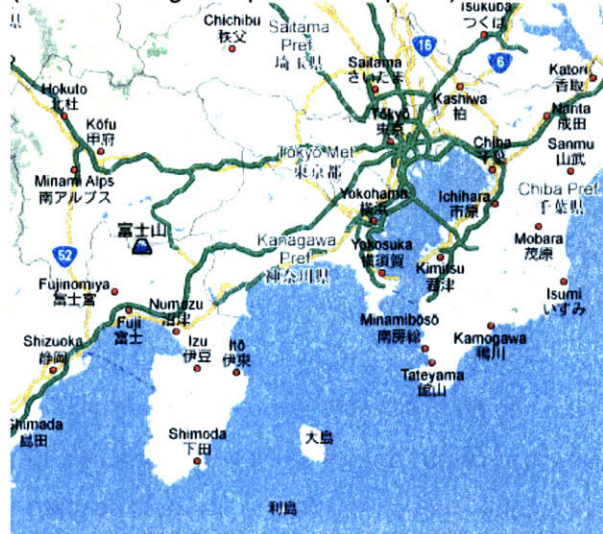 Tsukuba
つくば
Chichibu
秩父
Saitama
Pref
埼玉県
16
6
Saitama
さいたま
Katori
香取
Hokuto
北杜
Kashiwa
柏
Kōfu
甲府
Tōkyō
東京
Narita
成田
Chiba
千葉
Sanmu
山武
Tōkyō Met
東京都
Minami Alps
南アルプス
Yokohama
横浜
Ichihara
市原
Chiba Pref
千葉県
富士山
Kanagawa
Pref
神奈川県
Yokosuka
横須賀
Mobara
茂原
52
Kimitsu
君津
Fujinomiya
富士宮
Numazu
沼津
Isumi
いすみ
Fuji
富士
Minamibōsō
南房総
Kamogawa
鴨川
Shizuoka
静岡
Izu
伊豆
Itō
伊東
Tateyama
館山
Shimada
島田
Shimoda
下田
大島
利島